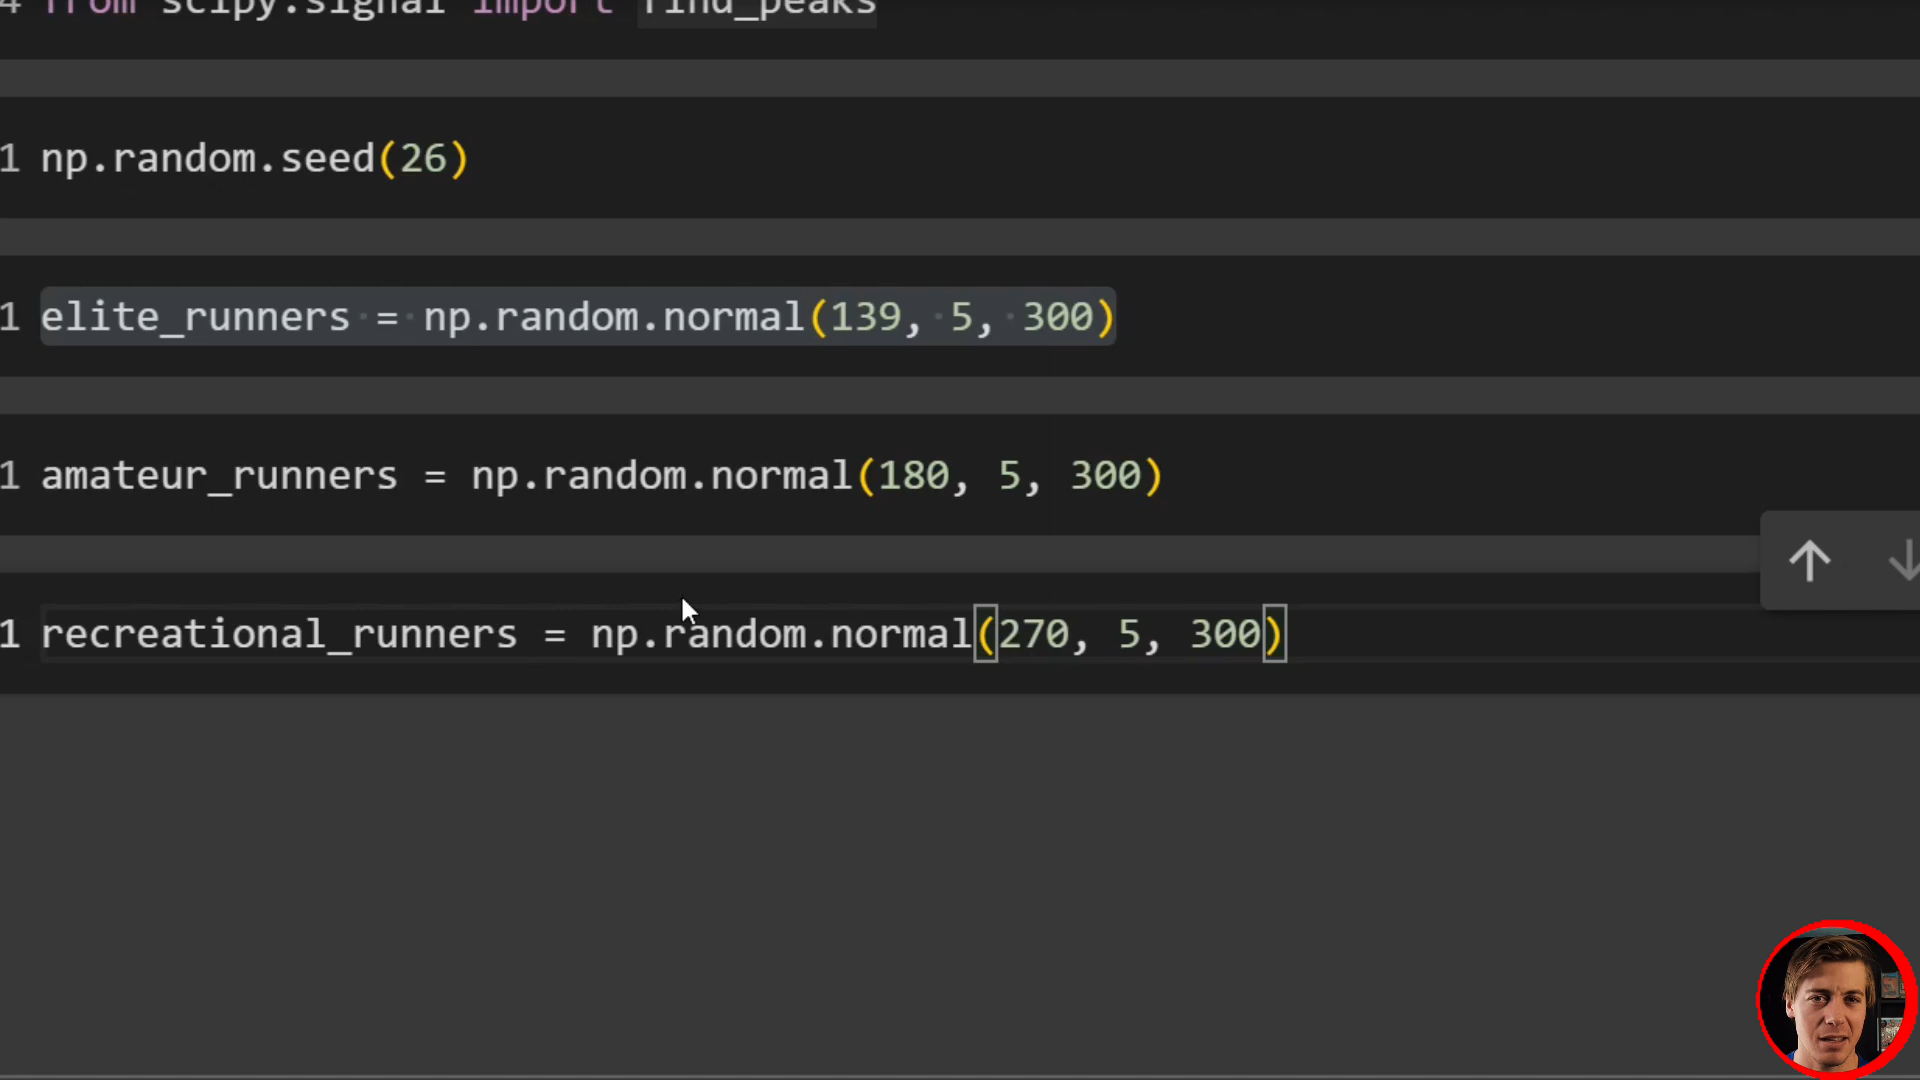 4 from scipy.signal import find_peaks
1 np.random.seed(26)
1 elite_runners = np.random.normal(139, 5, 300)
1 amateur_runners = np.random.normal(180, 5, 300)
1 recreational_runners = np.random.normal(270, 5, 300)